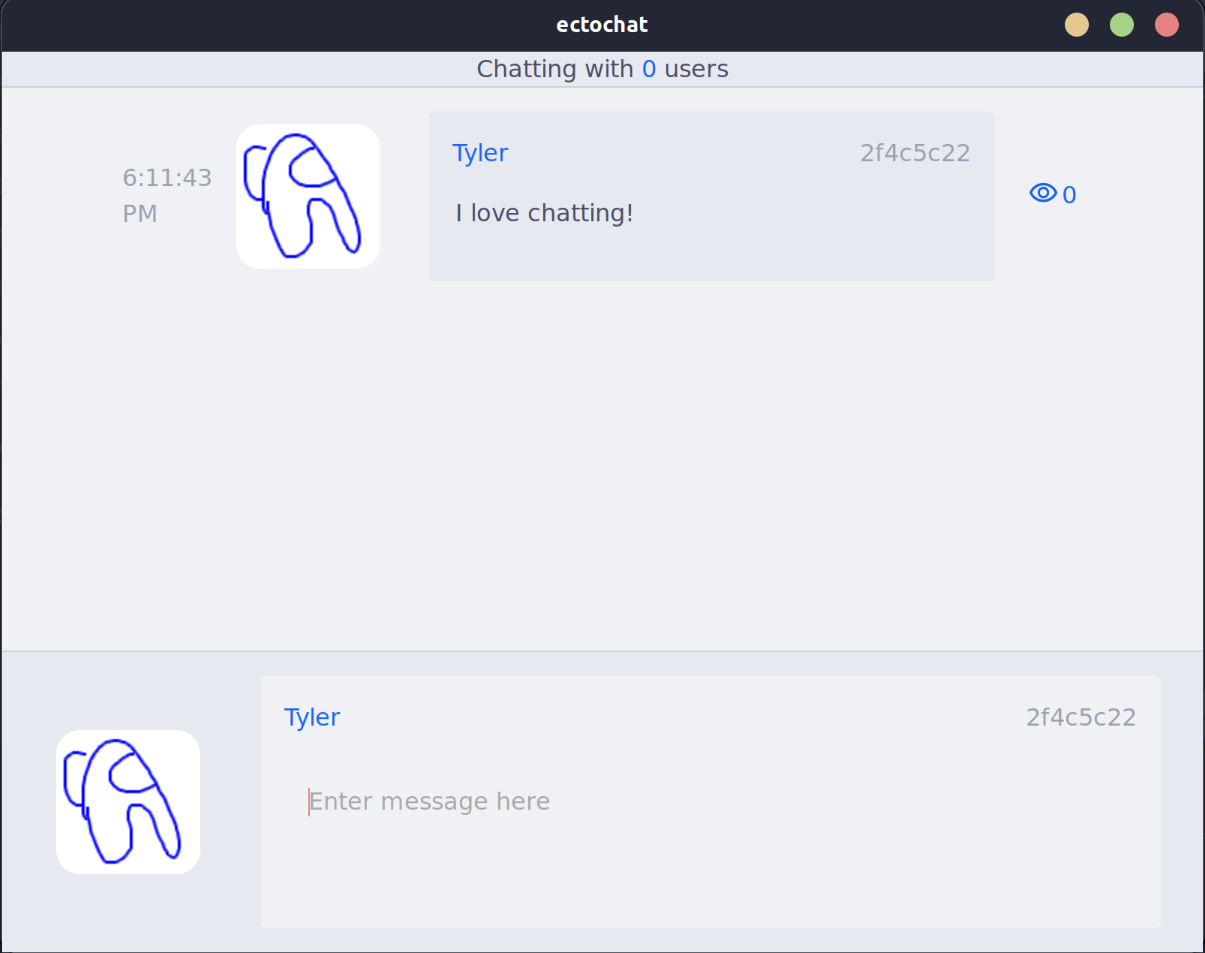 ectochat
Chatting with 0 users
Tyler 2f4c5c22
6:11:43
PM
I love chatting!
0
Tyler 2f4c5c22
Enter message here